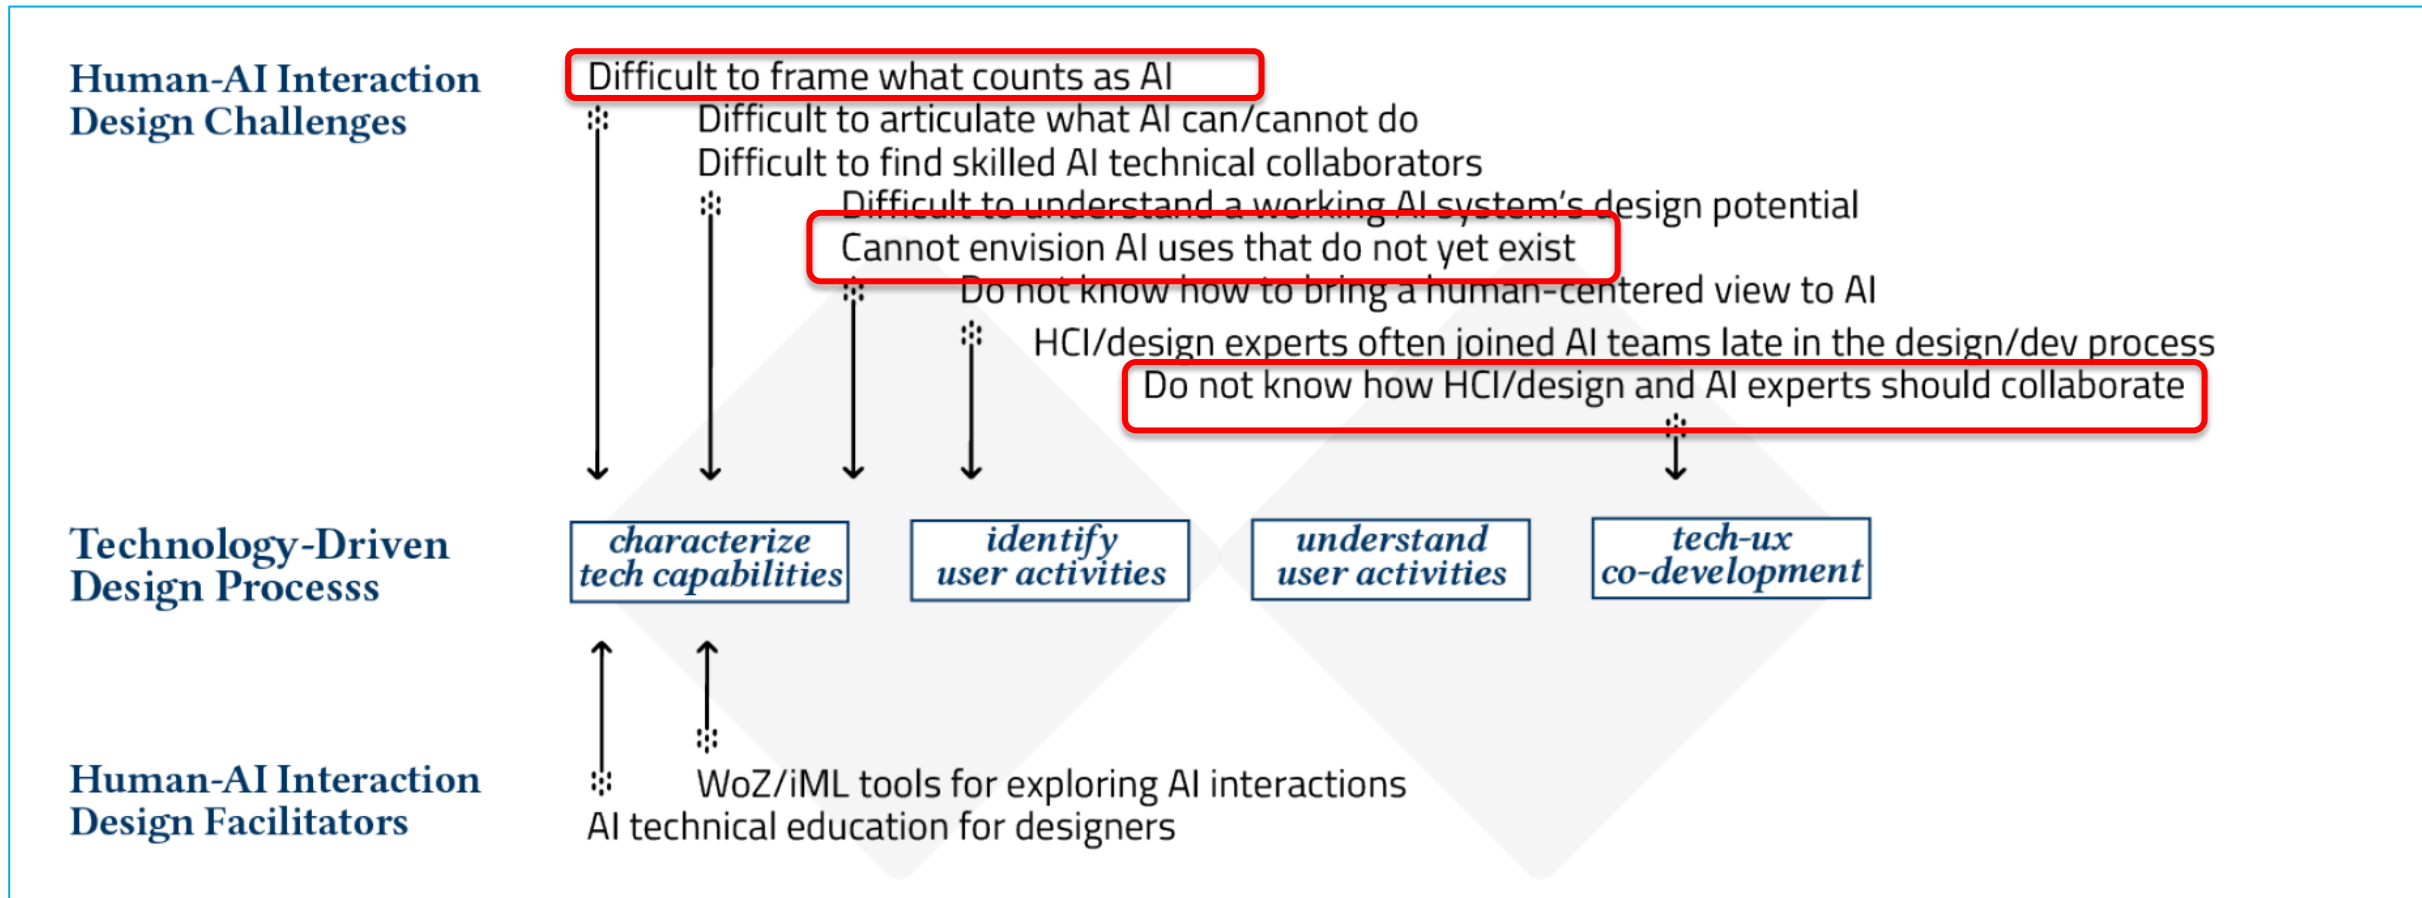 Human-AI Interaction
Design Challenges
Difficult to frame what counts as AI
Difficult to articulate what AI can/cannot do
Difficult to find skilled AI technical collaborators
Difficult to understand a working AI system's design potential
Cannot envision AI uses that do not yet exist
Do not know how to bring a human-centered view to AI
HCI/design experts often joined AI teams late in the design/dev process
Do not know how HCI/design and AI experts should collaborate
Technology-Driven
Design Processs
characterize
tech capabilities
identify
user activities
understand
user activities
tech-ux
co-development
Human-AI Interaction
Design Facilitators
WoZ/iML tools for exploring AI interactions
AI technical education for designers